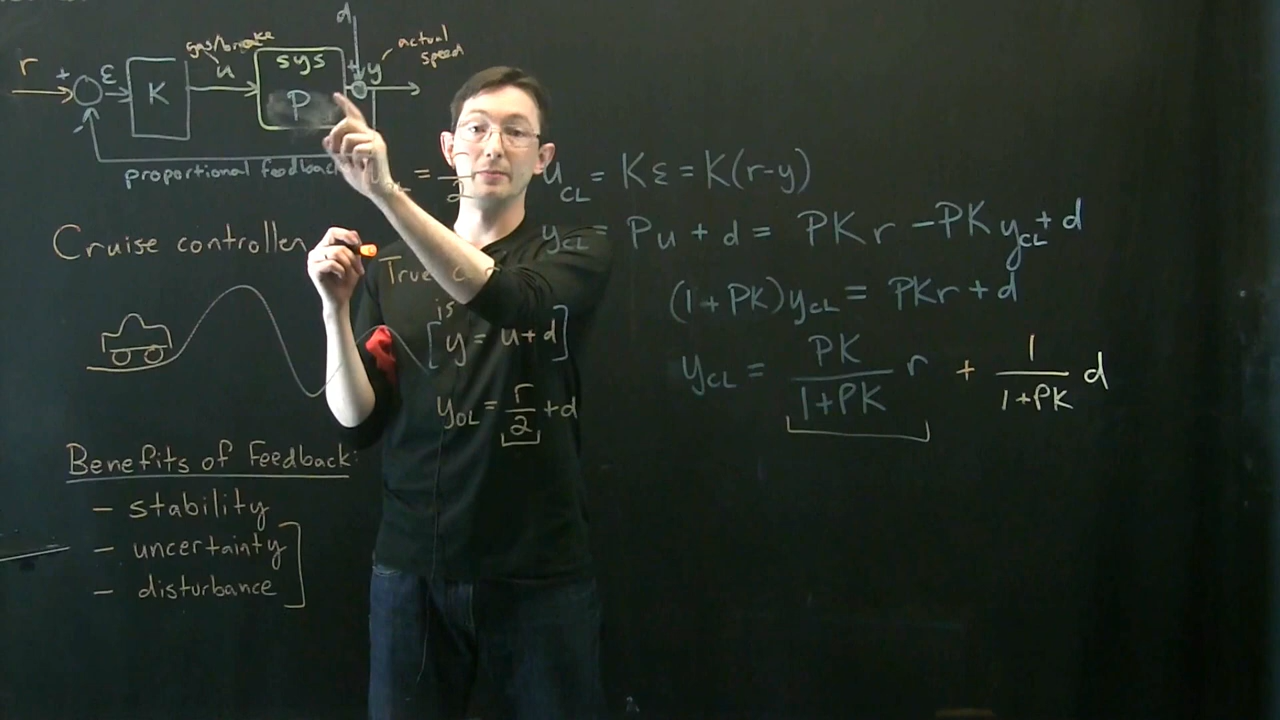 d
gas/brake
actual
speed
r + ε K u sys + y
P
-
proportional feedback
= 2
Cruise controller
True
is
[y = u + d]
y_OL = r/2 + d
Benefits of Feedback:
- stability
- uncertainty
- disturbance
u_CL = Kε = K(r-y)
y_CL = Pu + d = PKr - PKy_CL + d
(1+PK)y_CL = PKr + d
y_CL = PK/(1+PK) r + 1/(1+PK) d